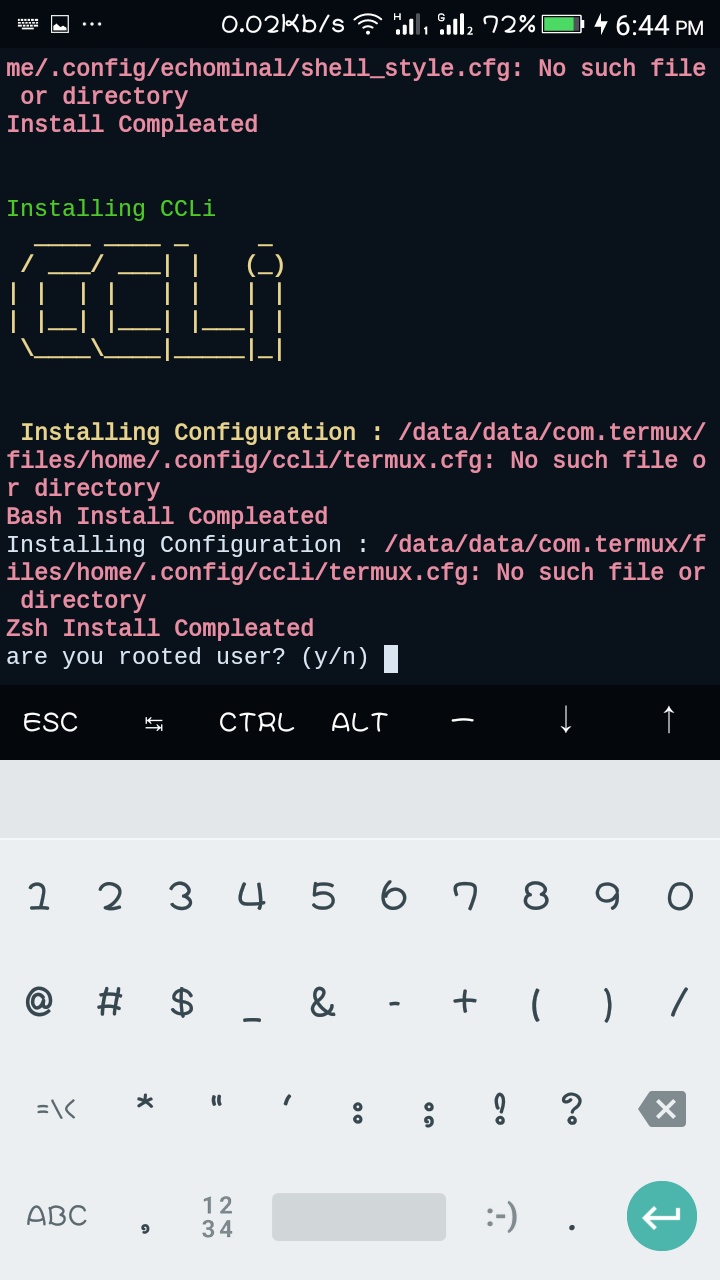 0.02Kb/s H 1 G 2 72% 6:44 PM
me/.config/echominal/shell_style.cfg: No such file
or directory
Install Compleated
Installing CCLi
CCLi
Installing Configuration : /data/data/com.termux/
files/home/.config/ccli/termux.cfg: No such file o
r directory
Bash Install Compleated
Installing Configuration : /data/data/com.termux/f
iles/home/.config/ccli/termux.cfg: No such file or
directory
Zsh Install Compleated
are you rooted user? (y/n)
ESC ↹ CTRL ALT — ↓ ↑
1 2 3 4 5 6 7 8 9 0
@ # $ _ & - + ( ) /
=\< * " ' : ; ! ?
ABC , 12 34 :-) .